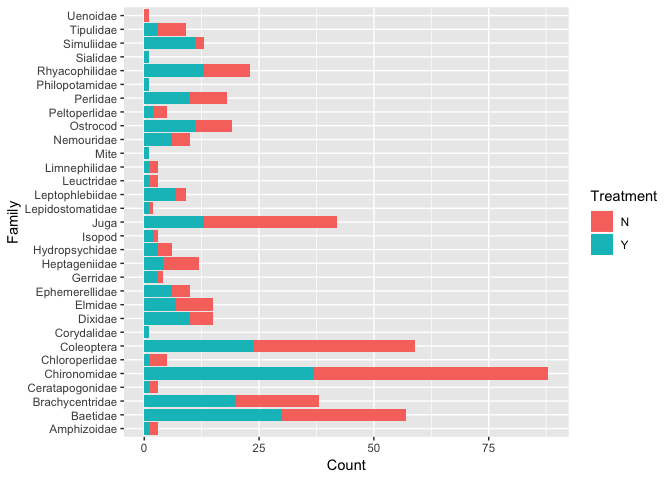 Uenoidae
Tipulidae
Simuliidae
Sialidae
Rhyacophilidae
Philopotamidae
Perlidae
Peltoperlidae
Ostrocod
Nemouridae
Mite
Limnephilidae
Leuctridae
Leptophlebiidae
Lepidostomatidae
Juga
Isopod
Hydropsychidae
Heptageniidae
Gerridae
Ephemerellidae
Elmidae
Dixidae
Corydalidae
Coleoptera
Chloroperlidae
Chironomidae
Ceratapogonidae
Brachycentridae
Baetidae
Amphizoidae
Family
0 25 50 75
Count
Treatment
N
Y